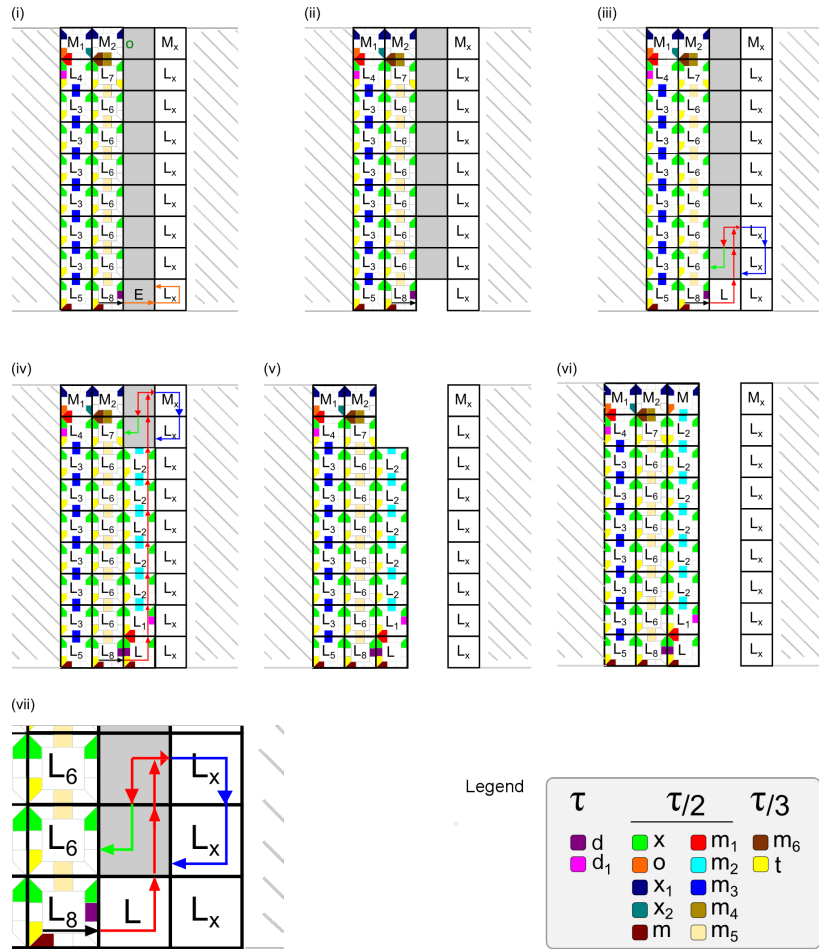 (i)
M₁ M₂ o Mₓ
L₄ L₇ Lₓ
L₃ L₆ Lₓ
L₃ L₆ Lₓ
L₃ L₆ Lₓ
L₃ L₆ Lₓ
L₃ L₆ Lₓ
L₃ L₆ Lₓ
L₅ L₈ E Lₓ
(ii)
M₁ M₂ Mₓ
L₄ L₇ Lₓ
L₃ L₆ Lₓ
L₃ L₆ Lₓ
L₃ L₆ Lₓ
L₃ L₆ Lₓ
L₃ L₆ Lₓ
L₃ L₆ Lₓ
L₅ L₈ Lₓ
(iii)
M₁ M₂ Mₓ
L₄ L₇ Lₓ
L₃ L₆ Lₓ
L₃ L₆ Lₓ
L₃ L₆ Lₓ
L₃ L₆ Lₓ
L₃ L₆ Lₓ
L₃ L₆ Lₓ
L₅ L₈ L Lₓ
(iv)
M₁ M₂ Mₓ
L₄ L₇ Lₓ
L₃ L₆ L₂ Lₓ
L₃ L₆ L₂ Lₓ
L₃ L₆ L₂ Lₓ
L₃ L₆ L₂ Lₓ
L₃ L₆ L₂ Lₓ
L₃ L₆ L₁ Lₓ
L₅ L₈ L Lₓ
(v)
M₁ M₂ Mₓ
L₄ L₇ Lₓ
L₃ L₆ L₂ Lₓ
L₃ L₆ L₂ Lₓ
L₃ L₆ L₂ Lₓ
L₃ L₆ L₂ Lₓ
L₃ L₆ L₂ Lₓ
L₃ L₆ L₁ Lₓ
L₅ L₈ L Lₓ
(vi)
M₁ M₂ M Mₓ
L₄ L₇ L₂ Lₓ
L₃ L₆ L₂ Lₓ
L₃ L₆ L₂ Lₓ
L₃ L₆ L₂ Lₓ
L₃ L₆ L₂ Lₓ
L₃ L₆ L₂ Lₓ
L₃ L₆ L₁ Lₓ
L₅ L₈ L Lₓ
(vii)
L₆ Lₓ
L₆ Lₓ
L₈ L Lₓ
Legend
τ τ/2 τ/3
d x m₁ m₆
d₁ o m₂ t
x₁ m₃
x₂ m₄
m m₅